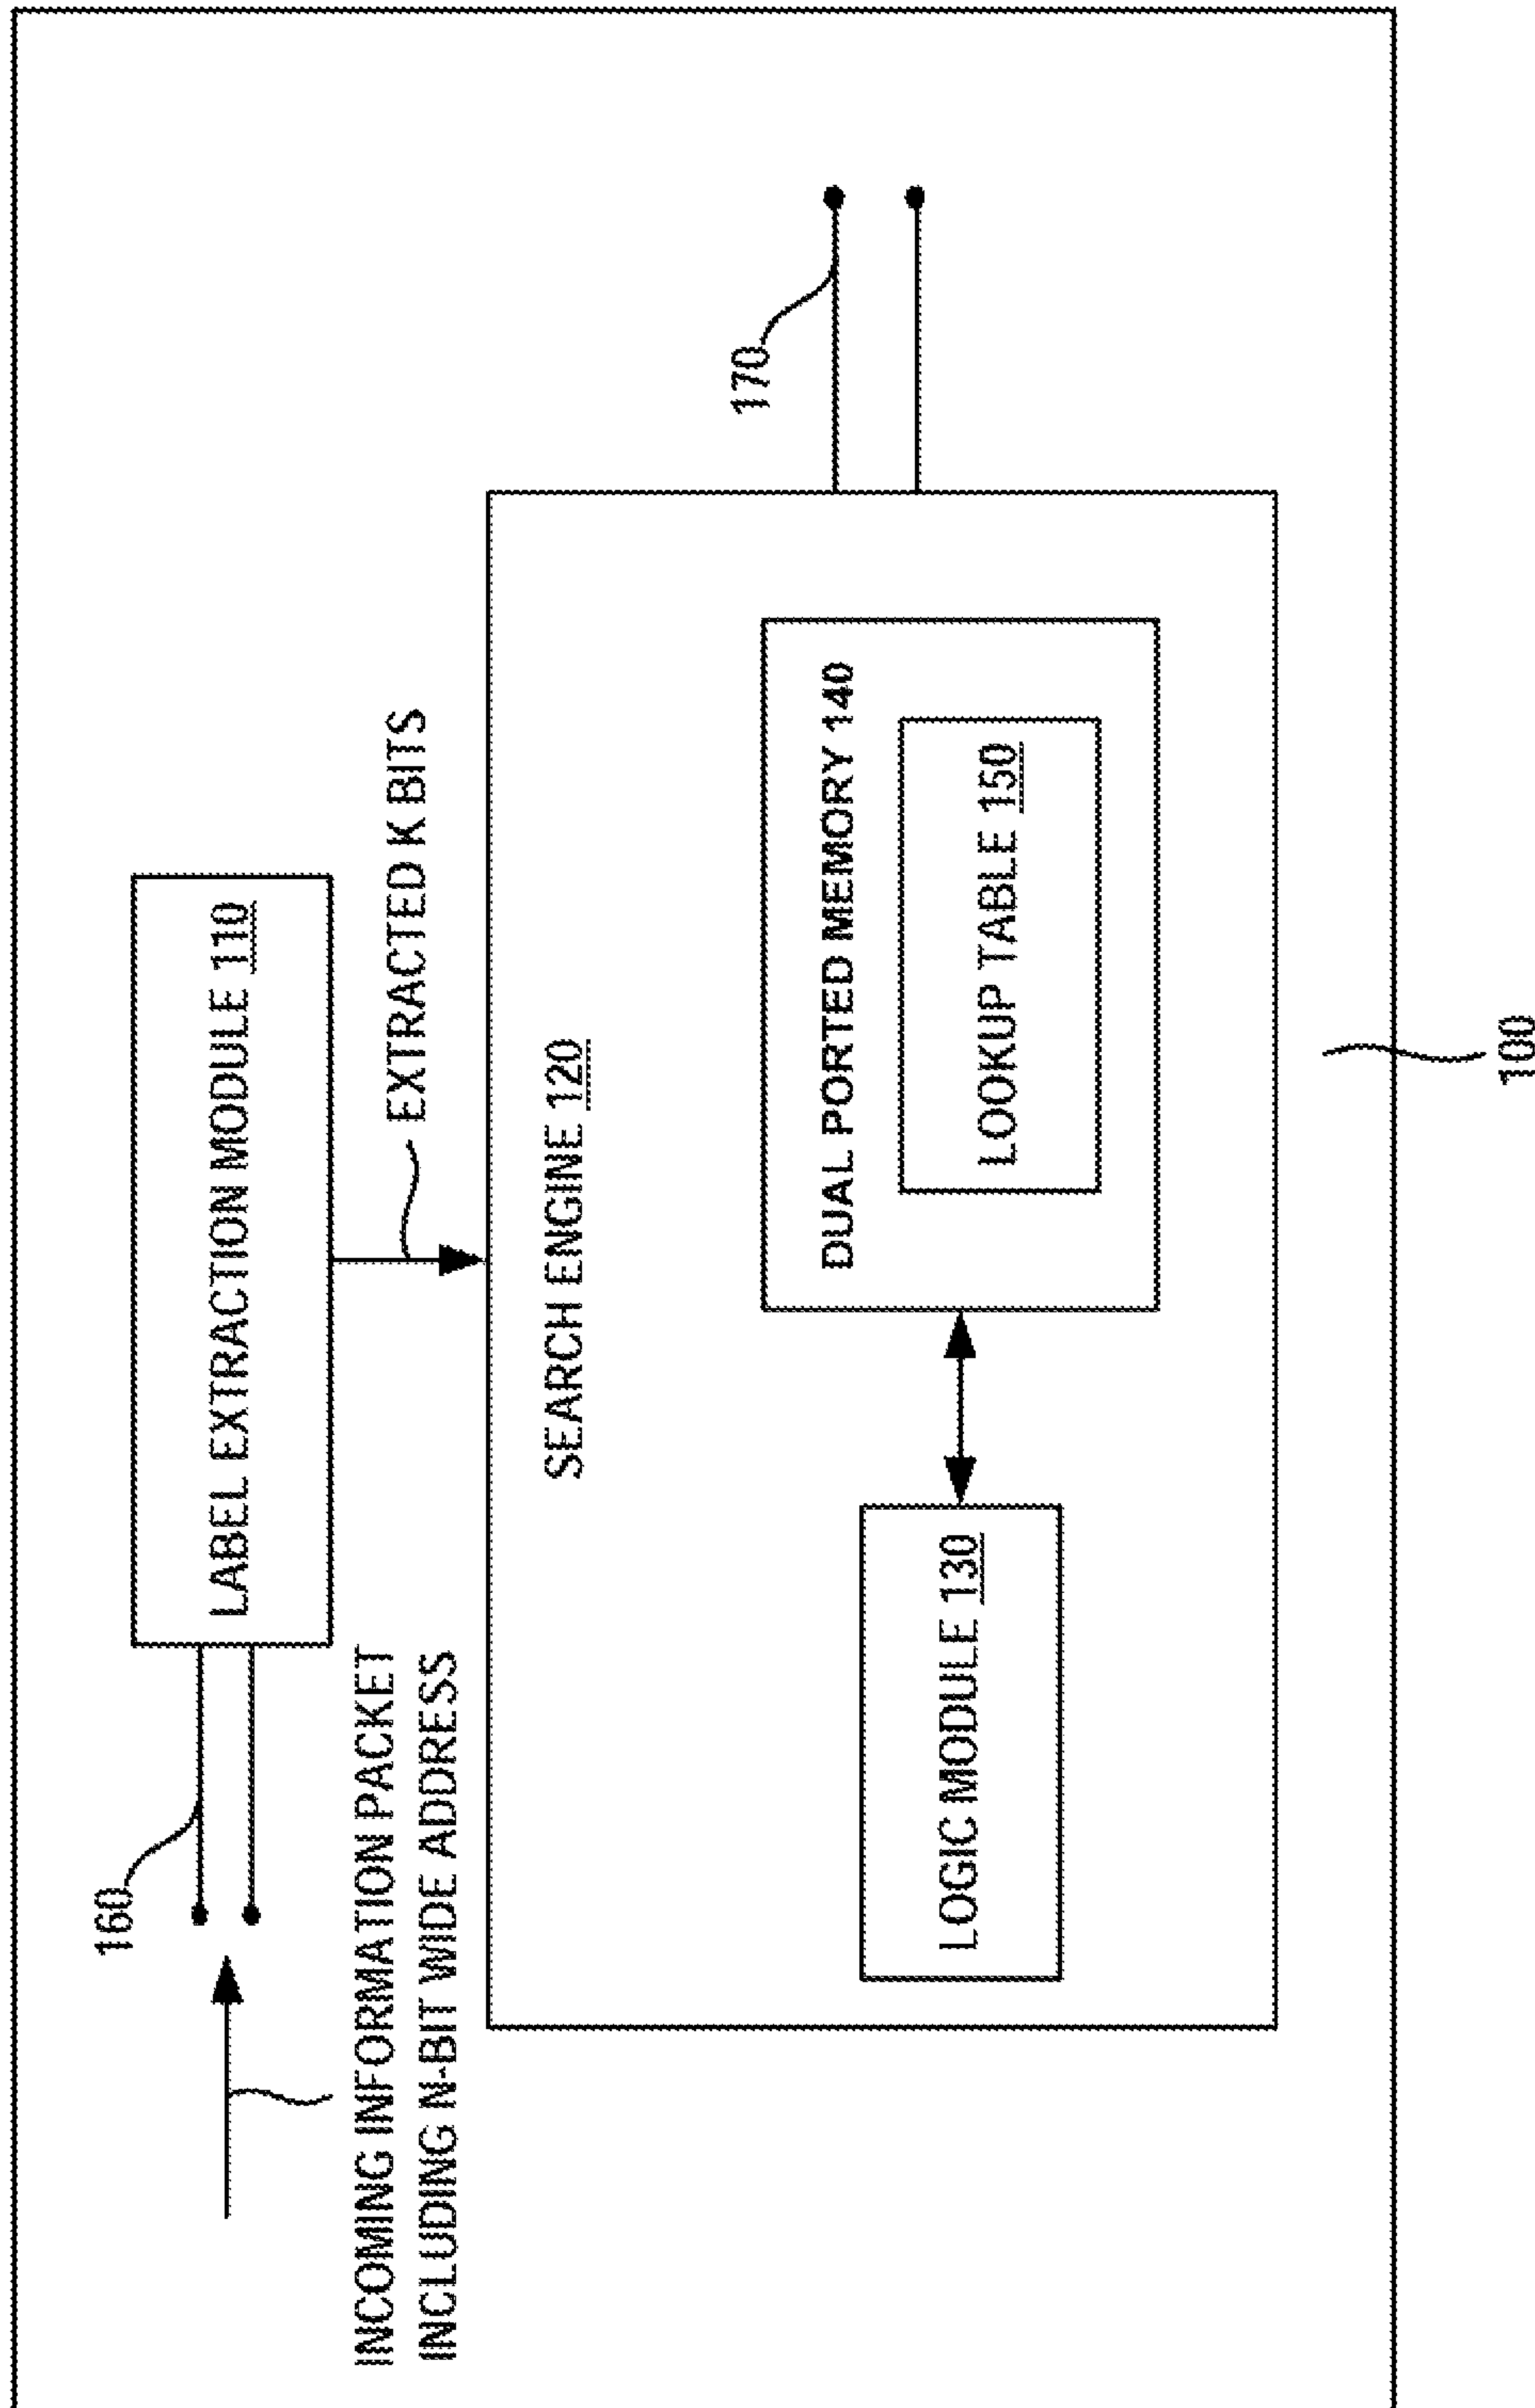 160
LABEL EXTRACTION MODULE 110
INCOMING INFORMATION PACKET
INCLUDING N-BIT WIDE ADDRESS
EXTRACTED K BITS
SEARCH ENGINE 120
170
DUAL PORTED MEMORY 140
LOGIC MODULE 130
LOOKUP TABLE 150
100